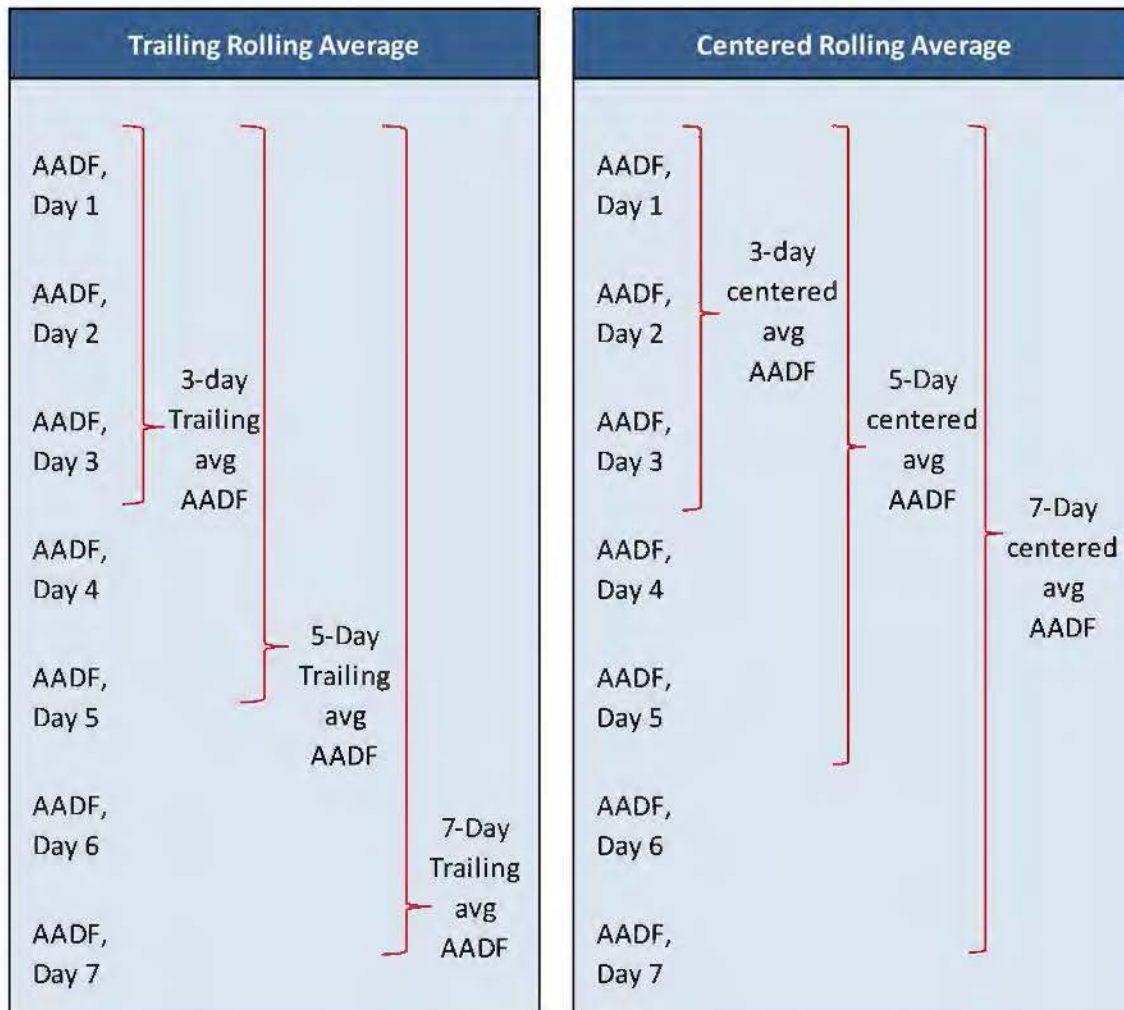 Trailing Rolling Average
AADF,
Day 1
AADF,
Day 2
AADF,
Day 3
AADF,
Day 4
AADF,
Day 5
AADF,
Day 6
AADF,
Day 7
3-day
Trailing
avg
AADF
5-Day
Trailing
avg
AADF
7-Day
Trailing
avg
AADF
Centered Rolling Average
AADF,
Day 1
AADF,
Day 2
AADF,
Day 3
AADF,
Day 4
AADF,
Day 5
AADF,
Day 6
AADF,
Day 7
3-day
centered
avg
AADF
5-Day
centered
avg
AADF
7-Day
centered
avg
AADF